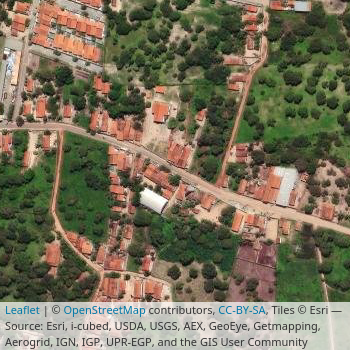 Leaflet | © OpenStreetMap contributors, CC-BY-SA, Tiles © Esri —
Source: Esri, i-cubed, USDA, USGS, AEX, GeoEye, Getmapping,
Aerogrid, IGN, IGP, UPR-EGP, and the GIS User Community